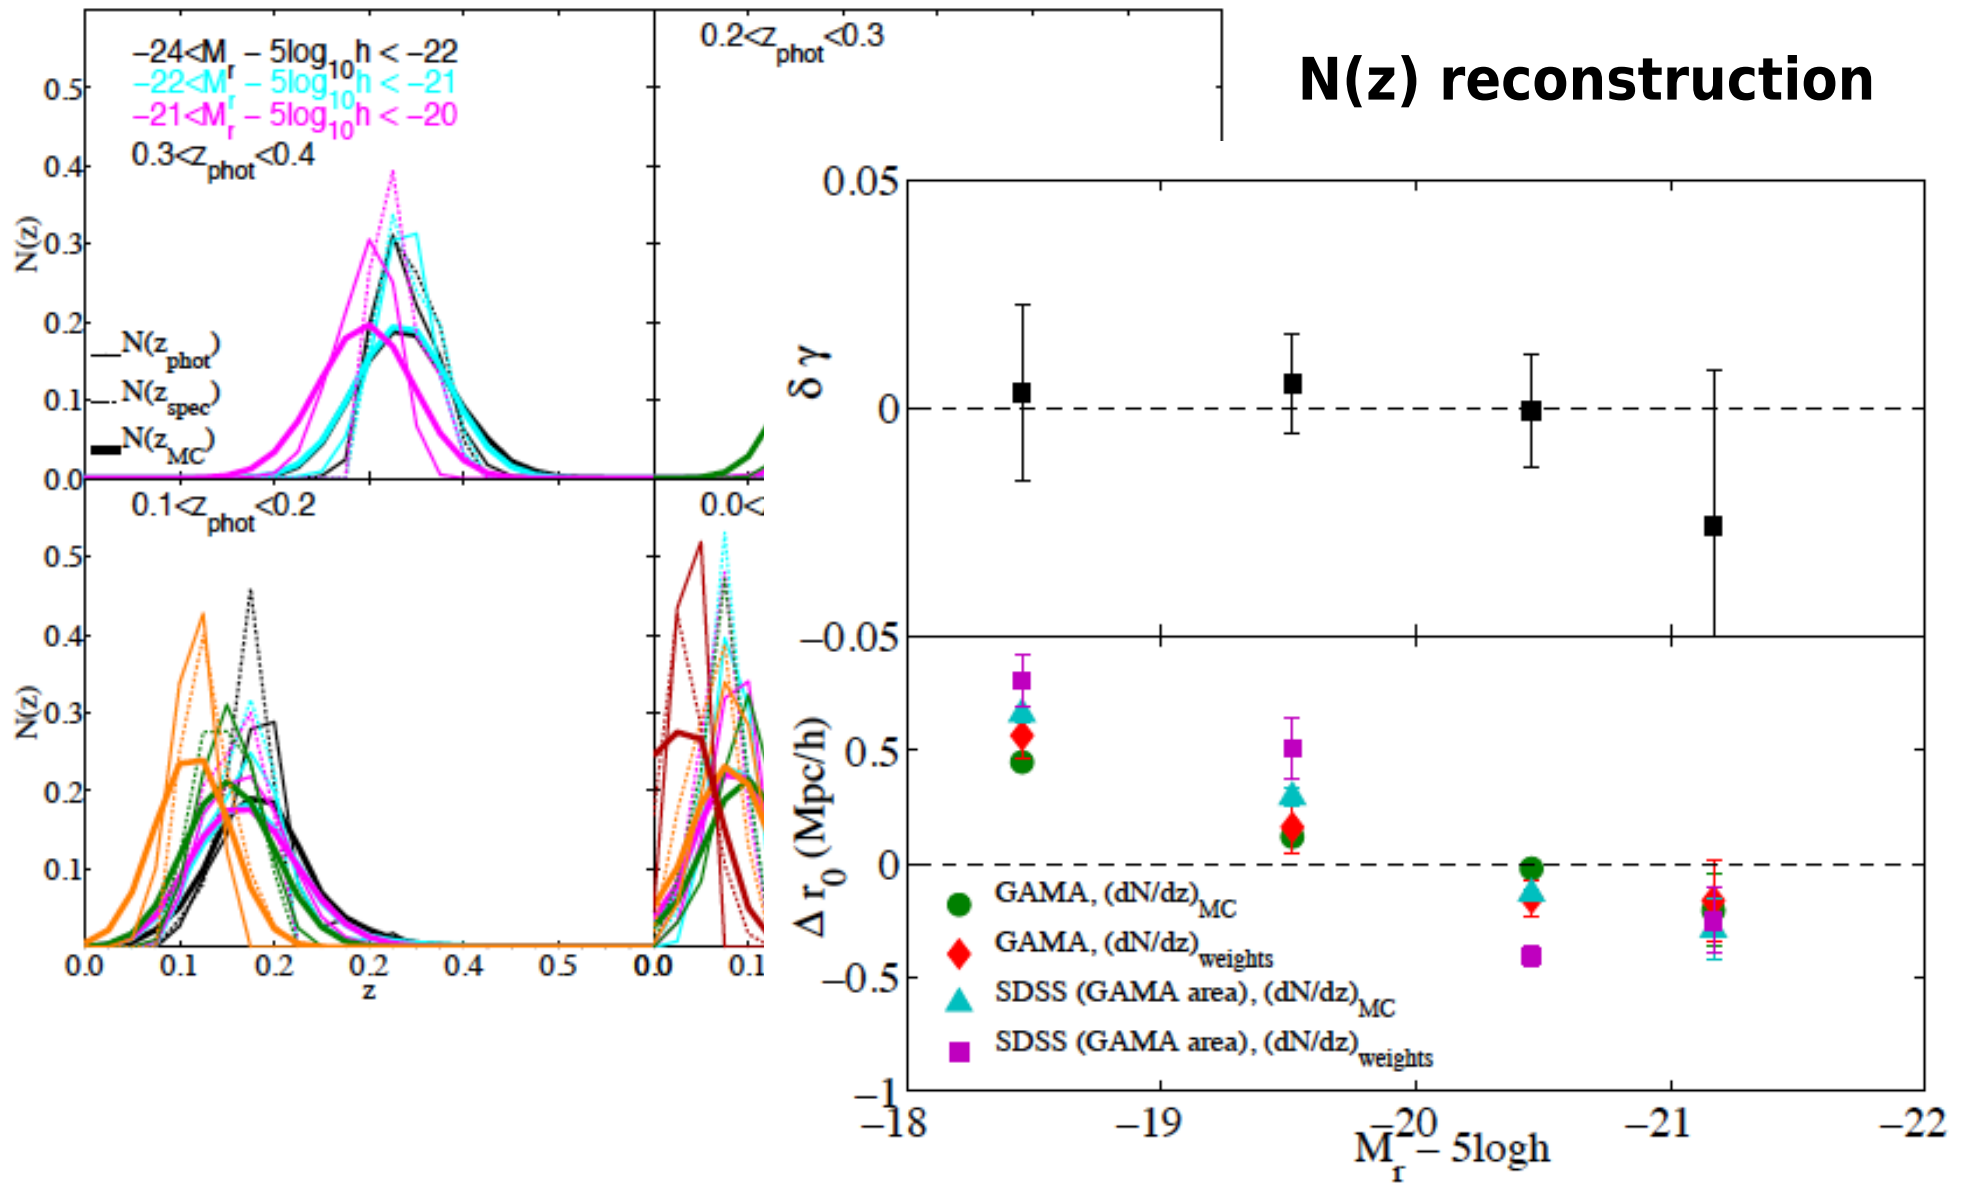 N(z) reconstruction
−24<M_r − 5log_10 h < −22
−22<M_r − 5log_10 h < −21
−21<M_r − 5log_10 h < −20
0.3<z_phot<0.4
0.2<z_phot<0.3
0.5
0.4
0.3
0.2
0.1
0.0
N(z)
N(z_phot)
N(z_spec)
N(z_MC)
0.1<z_phot<0.2
0.0<
0.5
0.4
0.3
0.2
0.1
N(z)
0.0
0.1
0.2
0.2
0.4
0.5
0.0
0.1
z
0.05
0
−0.05
δ γ
0.5
0
−0.5
−1
Δ r_0 (Mpc/h)
GAMA, (dN/dz)_MC
GAMA, (dN/dz)_weights
SDSS (GAMA area), (dN/dz)_MC
SDSS (GAMA area), (dN/dz)_weights
−18
−19
−20
−21
−22
M_r − 5logh